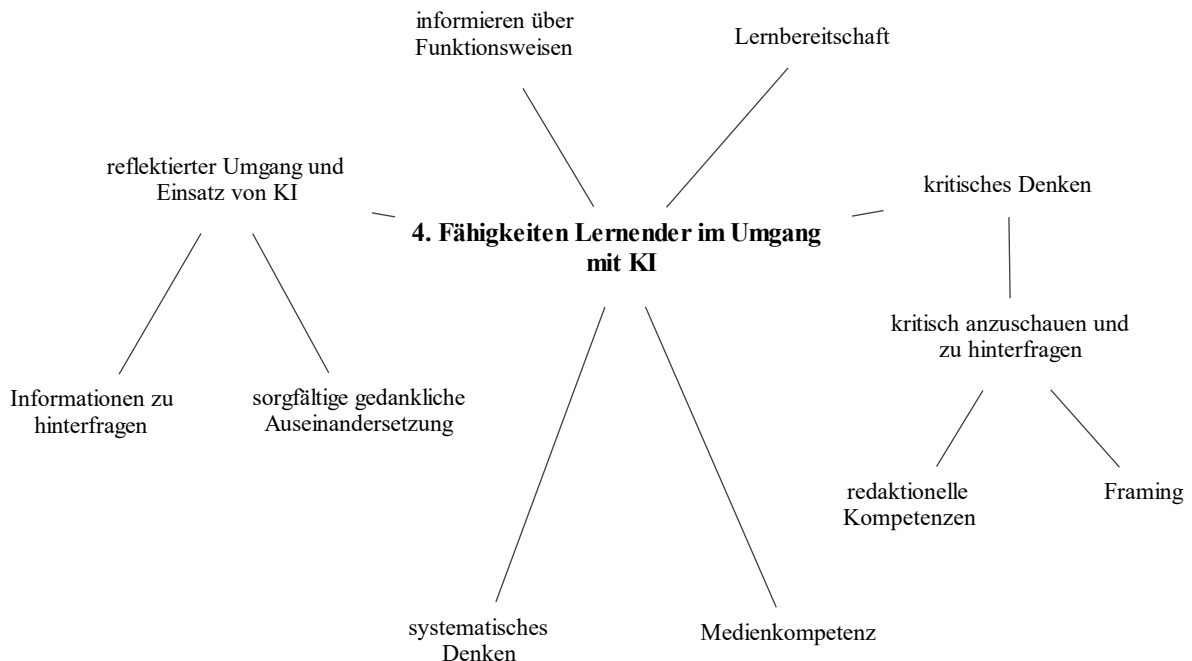 informieren über
Funktionsweisen
Lernbereitschaft
reflektierter Umgang und
Einsatz von KI
kritisches Denken
4. Fähigkeiten Lernender im Umgang
mit KI
kritisch anzuschauen und
zu hinterfragen
Informationen zu
hinterfragen
sorgfältige gedankliche
Auseinandersetzung
redaktionelle
Kompetenzen
Framing
systematisches
Denken
Medienkompetenz